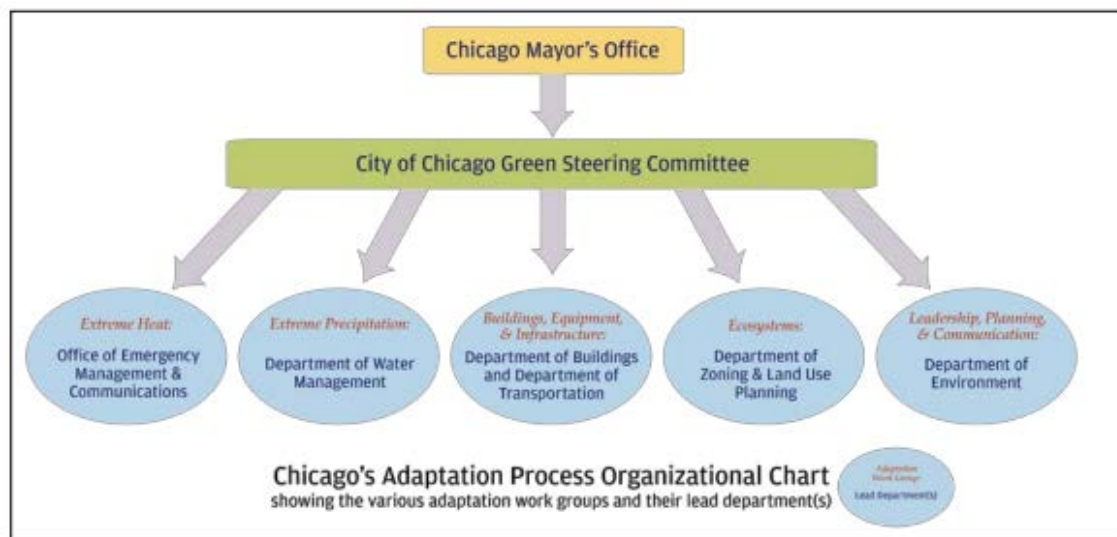 Chicago Mayor's Office
City of Chicago Green Steering Committee
Extreme Heat:
Office of Emergency
Management &
Communications
Extreme Precipitation:
Department of Water
Management
Buildings, Equipment,
& Infrastructure:
Department of Buildings
and Department of
Transportation
Ecosystems:
Department of
Zoning & Land Use
Planning
Leadership, Planning,
& Communication:
Department of
Environment
Chicago's Adaptation Process Organizational Chart
showing the various adaptation work groups and their lead department(s)
Adaptation
Work Group:
Lead Department(s)